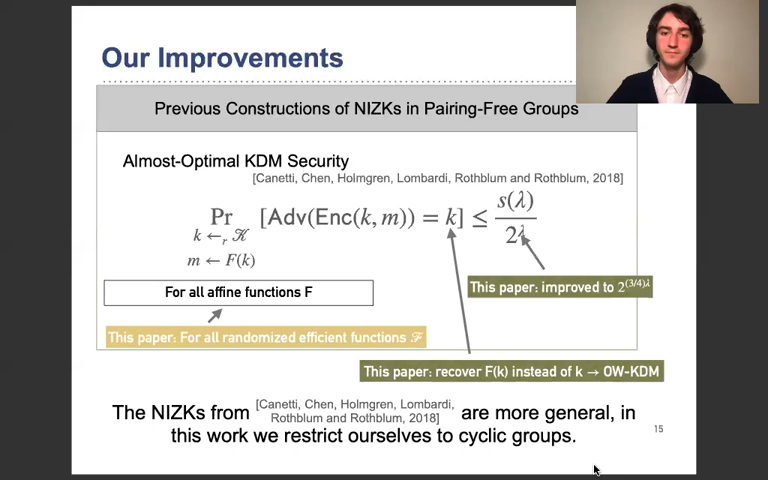 Our Improvements
Previous Constructions of NIZKs in Pairing-Free Groups
Almost-Optimal KDM Security
[Canetti, Chen, Holmgren, Lombardi, Rothblum and Rothblum, 2018]
Pr [Adv(Enc(k, m)) = k] ≤ s(λ) / 2^λ
k ←_r 𝒦
m ← F(k)
This paper: improved to 2^{(3/4)λ}
For all affine functions F
This paper: For all randomized efficient functions ℱ
This paper: recover F(k) instead of k → OW-KDM
The NIZKs from [Canetti, Chen, Holmgren, Lombardi, Rothblum and Rothblum, 2018] are more general, in
this work we restrict ourselves to cyclic groups.
15